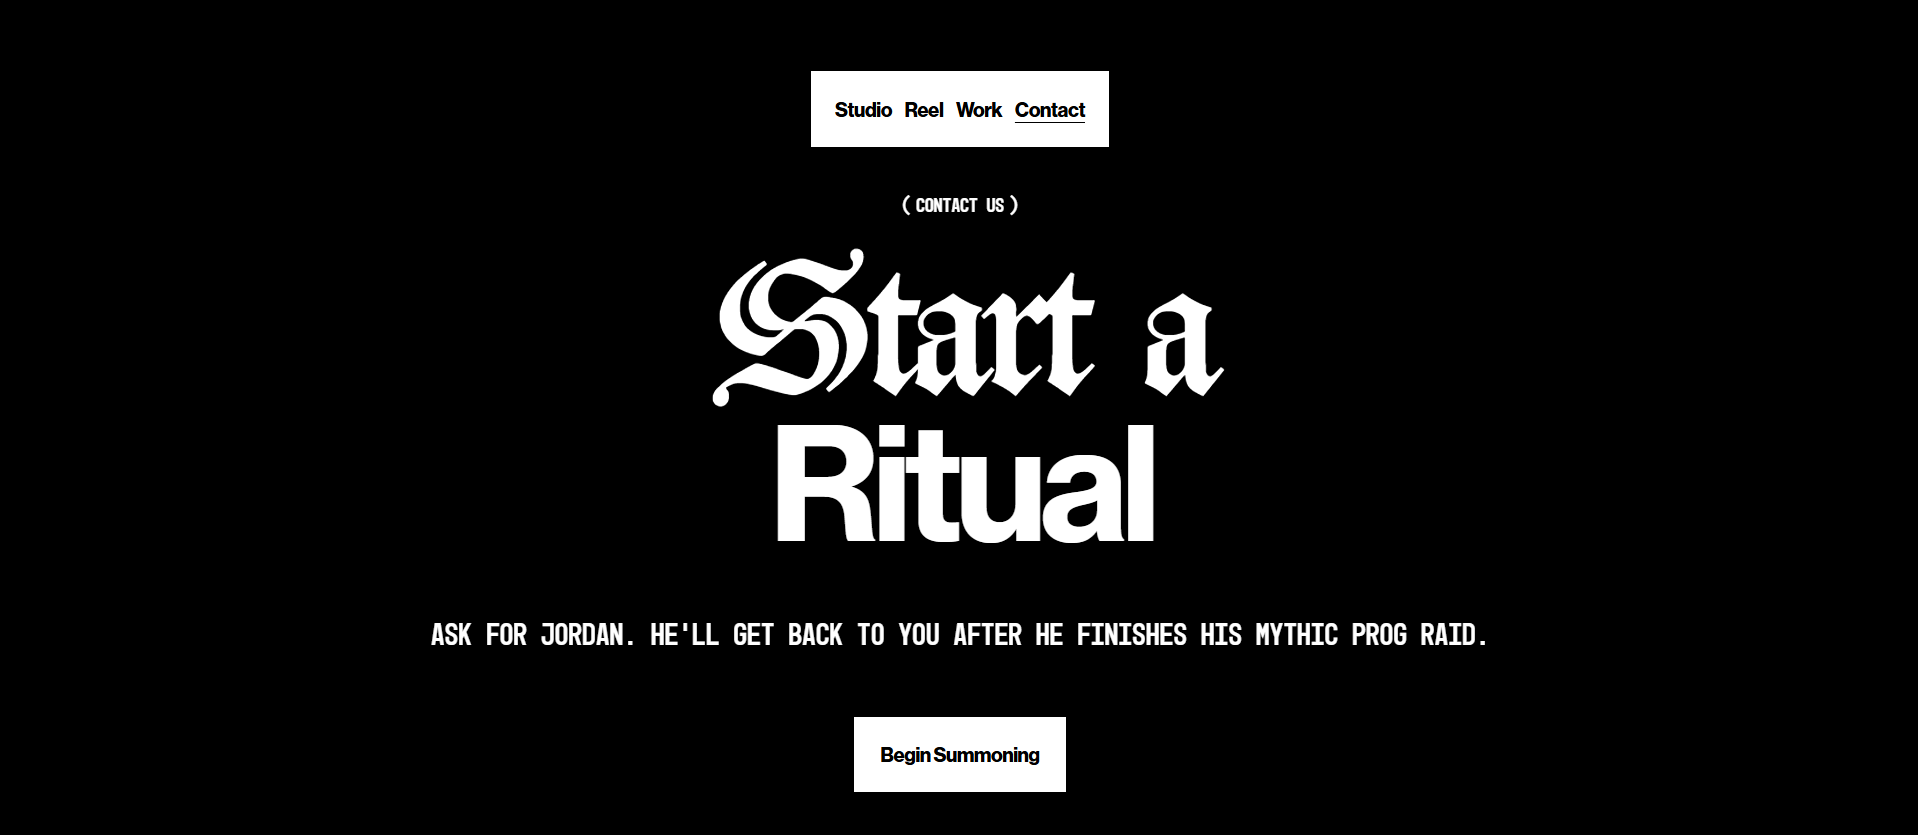 Studio Reel Work Contact
( CONTACT US )
Start a
Ritual
ASK FOR JORDAN. HE'LL GET BACK TO YOU AFTER HE FINISHES HIS MYTHIC PROG RAID.
Begin Summoning